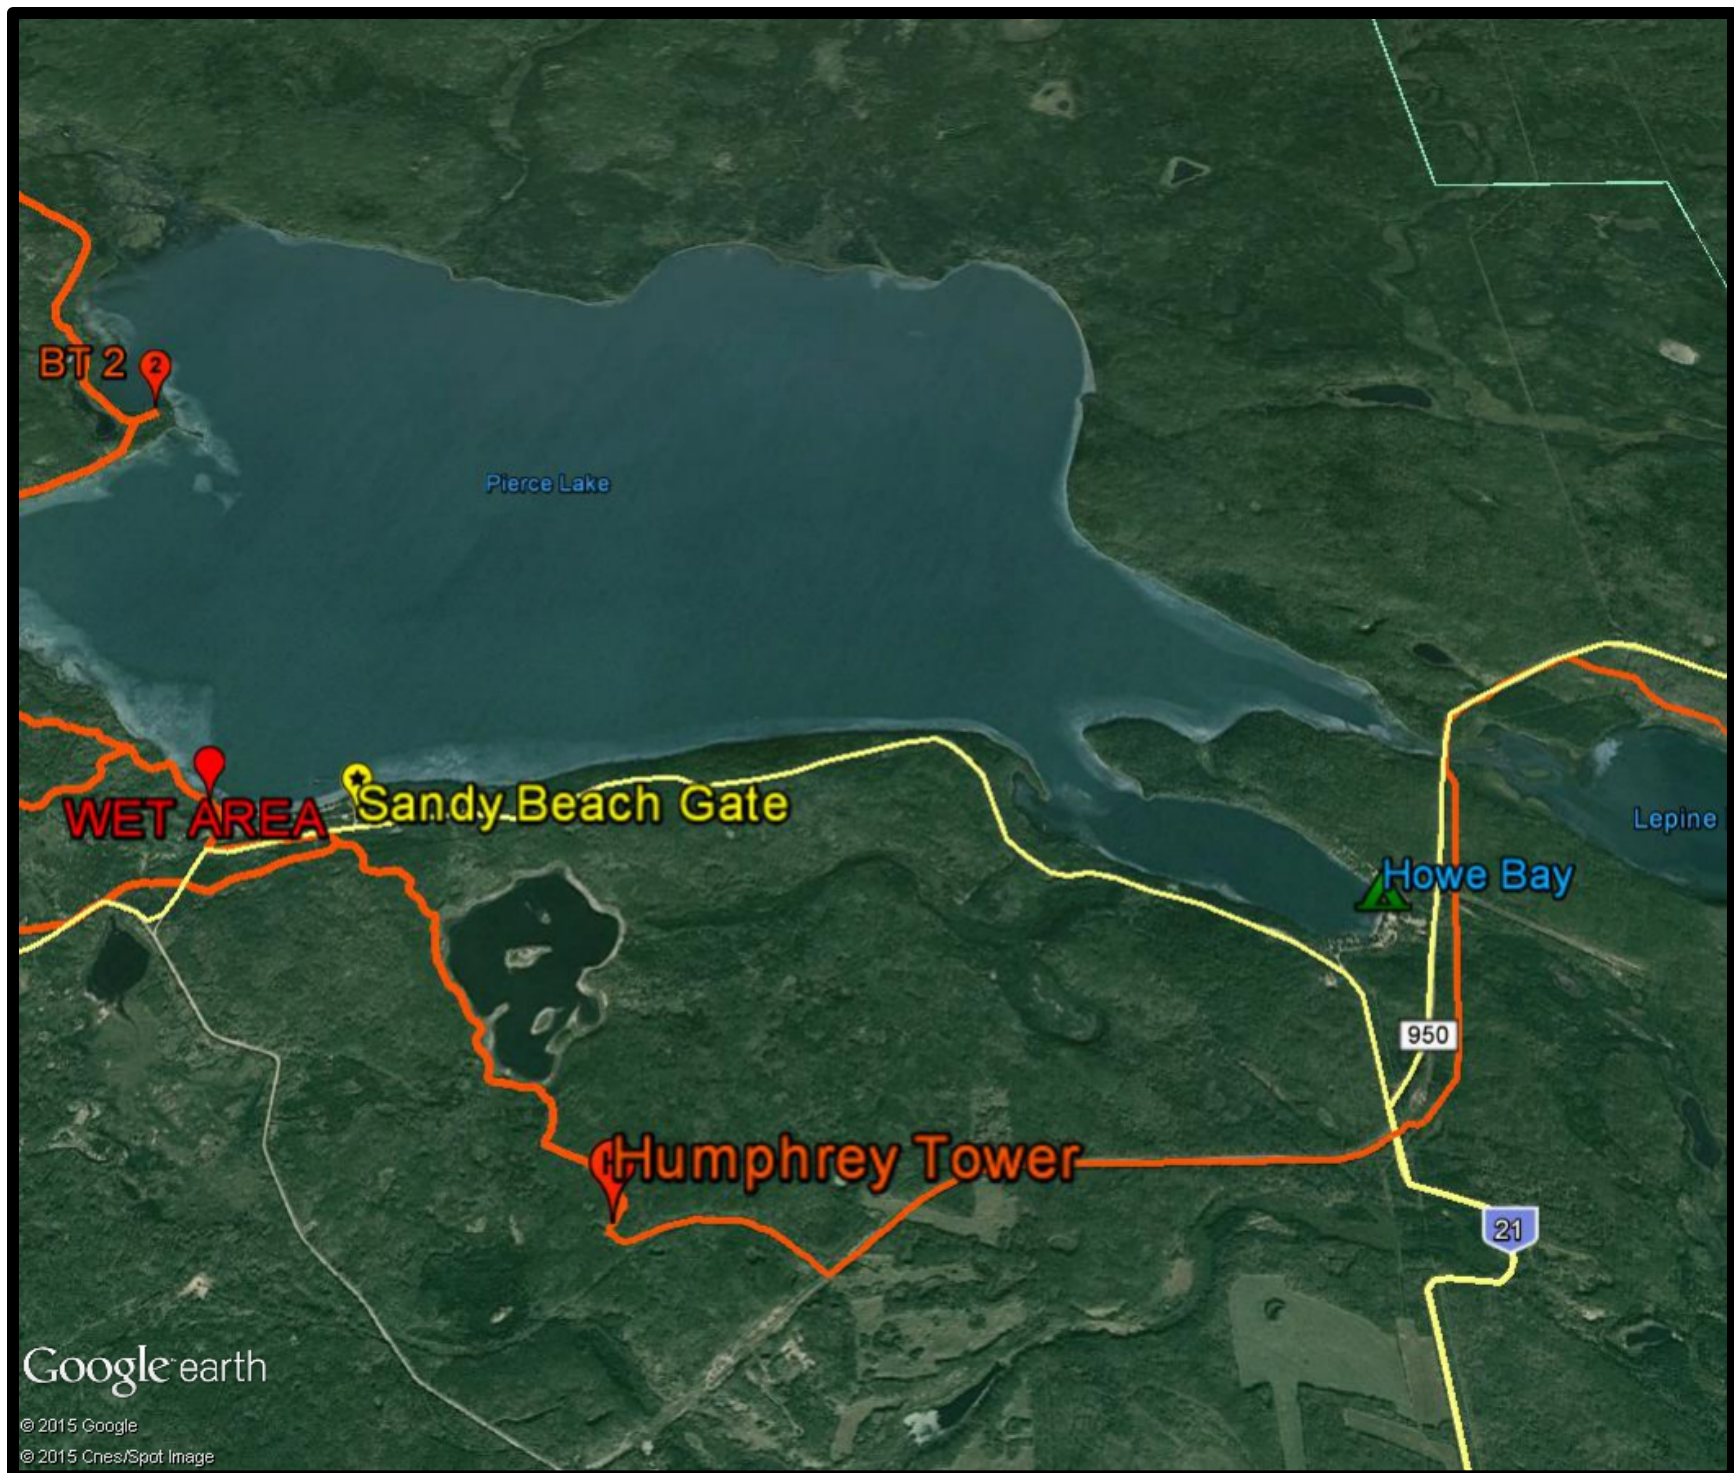 BT 2
2
Pierce Lake
WET AREA
Sandy Beach Gate
Lepine
Howe Bay
950
Humphrey Tower
21
Google earth
© 2015 Google
© 2015 Cnes/Spot Image